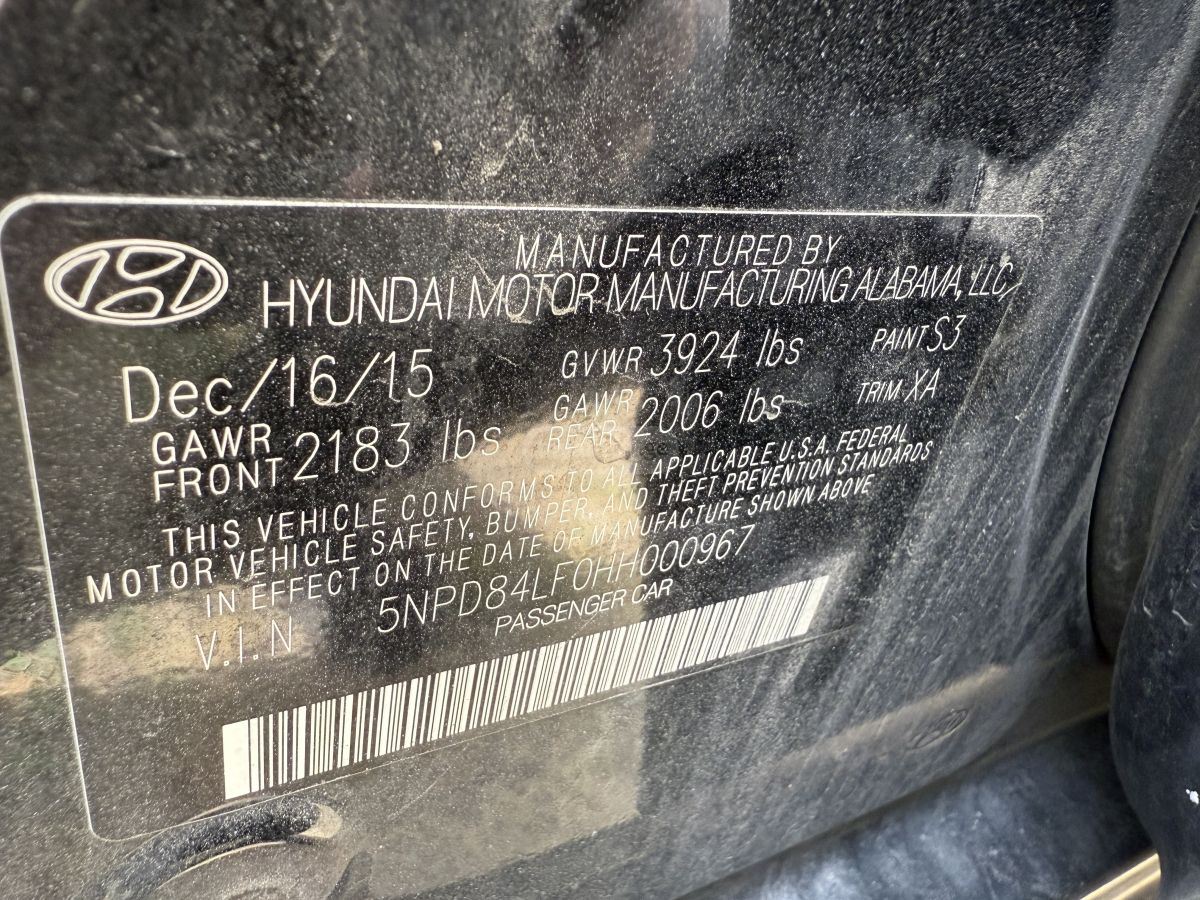 MANUFACTURED BY
HYUNDAI MOTOR MANUFACTURING ALABAMA, LLC
Dec/16/15 GVWR 3924 lbs PAINT S3
GAWR FRONT 2183 lbs GAWR REAR 2006 lbs TRIM XA
THIS VEHICLE CONFORMS TO ALL APPLICABLE U.S.A. FEDERAL
MOTOR VEHICLE SAFETY, BUMPER, AND THEFT PREVENTION STANDARDS
IN EFFECT ON THE DATE OF MANUFACTURE SHOWN ABOVE
V.I.N 5NPD84LF0HH000967
PASSENGER CAR